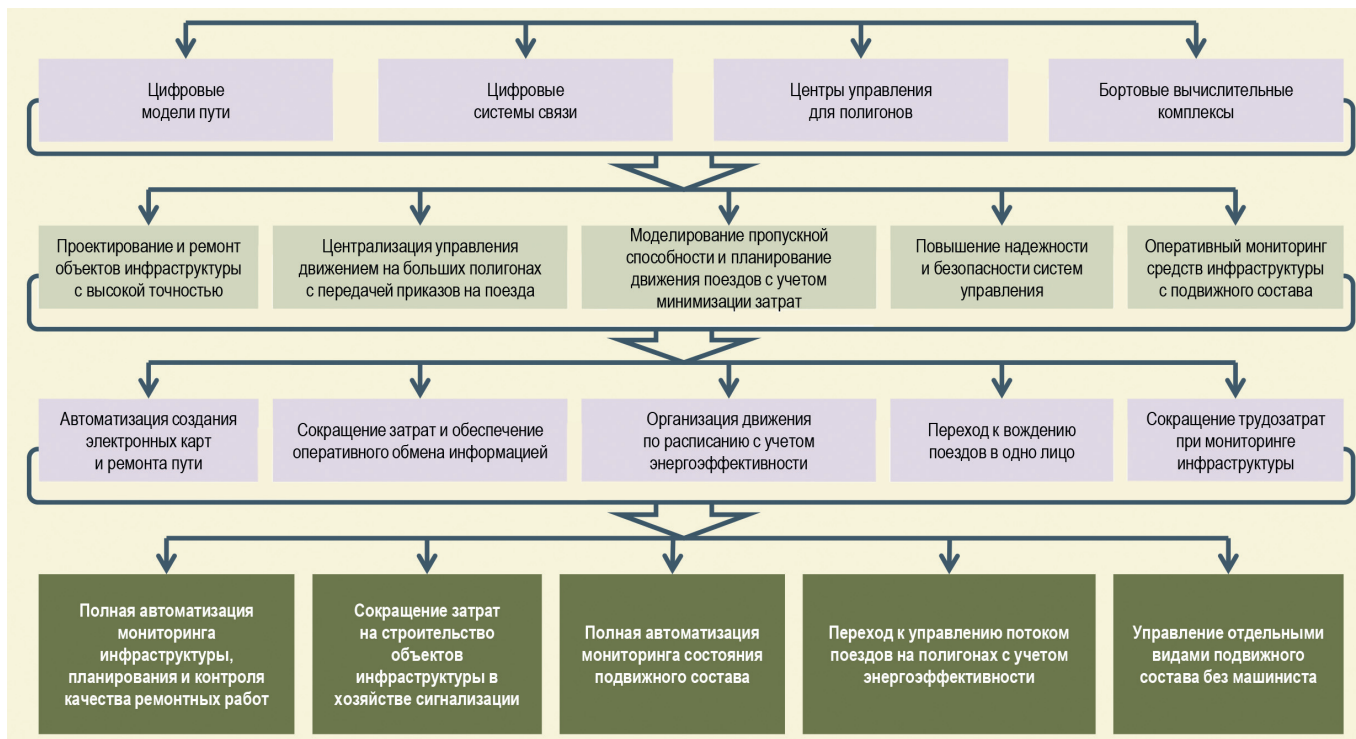 Цифровые
модели пути
Цифровые
системы связи
Центры управления
для полигонов
Бортовые вычислительные
комплексы
Проектирование и ремонт
объектов инфраструктуры
с высокой точностью
Централизация управления
движением на больших полигонах
с передачей приказов на поезда
Моделирование пропускной
способности и планирование
движения поездов с учетом
минимизации затрат
Повышение надежности
и безопасности систем
управления
Оперативный мониторинг
средств инфраструктуры
с подвижного состава
Автоматизация создания
электронных карт
и ремонта пути
Сокращение затрат и обеспечение
оперативного обмена информацией
Организация движения
по расписанию с учетом
энергоэффективности
Переход к вождению
поездов в одно лицо
Сокращение трудозатрат
при мониторинге
инфраструктуры
Полная автоматизация
мониторинга
инфраструктуры,
планирования и контроля
качества ремонтных работ
Сокращение затрат
на строительство
объектов
инфраструктуры в
хозяйстве сигнализации
Полная автоматизация
мониторинга состояния
подвижного состава
Переход к управлению потоком
поездов на полигонах с учетом
энергоэффективности
Управление отдельными
видами подвижного
состава без машиниста